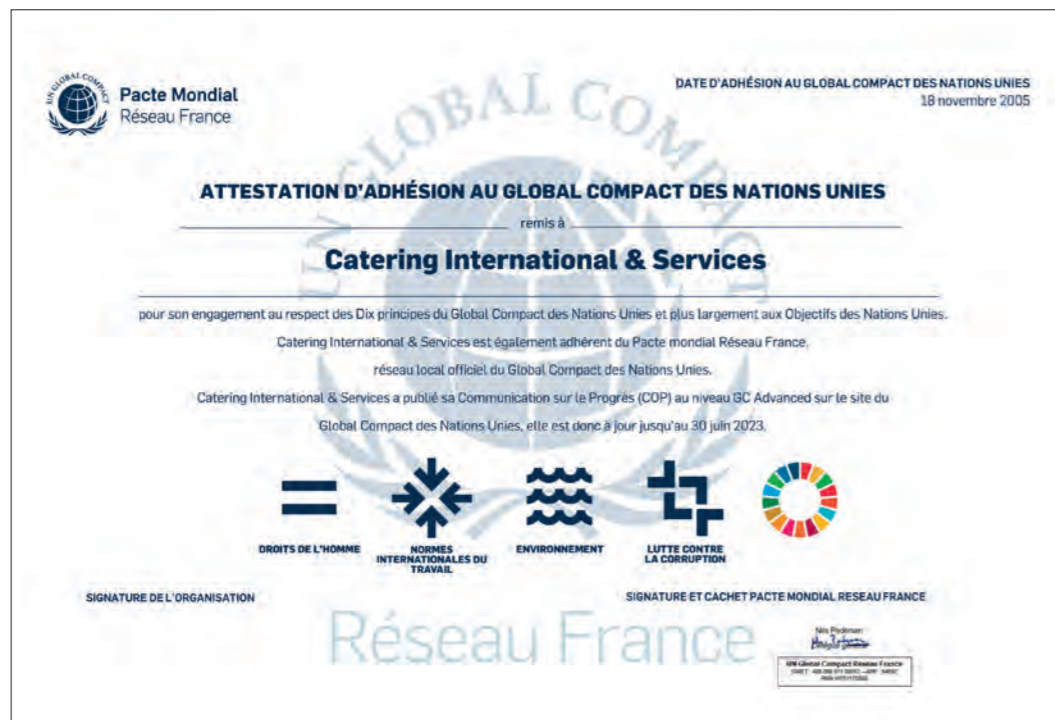 UN GLOBAL COMPACT
Pacte Mondial
Réseau France
DATE D'ADHÉSION AU GLOBAL COMPACT DES NATIONS UNIES
18 novembre 2005
UN GLOBAL COMPACT
ATTESTATION D'ADHÉSION AU GLOBAL COMPACT DES NATIONS UNIES
remis à
Catering International & Services
pour son engagement au respect des Dix principes du Global Compact des Nations Unies et plus largement aux Objectifs des Nations Unies.
Catering International & Services est également adhérent du Pacte mondial Réseau France,
réseau local officiel du Global Compact des Nations Unies.
Catering International & Services a publié sa Communication sur le Progrès (COP) au niveau GC Advanced sur le site du
Global Compact des Nations Unies, elle est donc à jour jusqu'au 30 juin 2023.
DROITS DE L'HOMME
NORMES
INTERNATIONALES DU
TRAVAIL
ENVIRONNEMENT
LUTTE CONTRE
LA CORRUPTION
SIGNATURE DE L'ORGANISATION
SIGNATURE ET CACHET PACTE MONDIAL RESEAU FRANCE
Réseau France
Nils Pedersen
UN Global Compact Réseau France